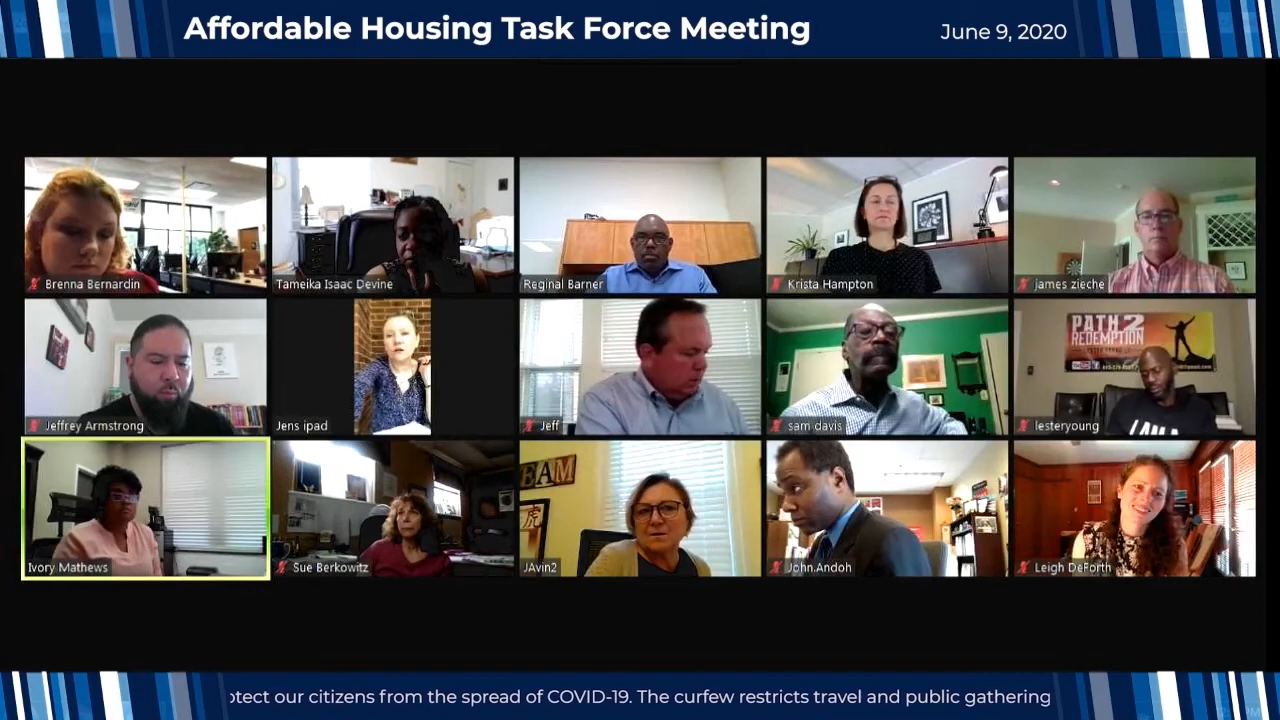 Affordable Housing Task Force Meeting
June 9, 2020
Brenna Bernardin
Tameika Isaac Devine
Reginal Barner
Krista Hampton
james zieche
Jeffrey Armstrong
Jens ipad
Jeff
sam davis
PATH 2
REDEMPTION
lesteryoung
I AM A
Ivory Mathews
Sue Berkowitz
EAM
JAvin2
John.Andoh
Leigh DeForth
otect our citizens from the spread of COVID-19. The curfew restricts travel and public gathering